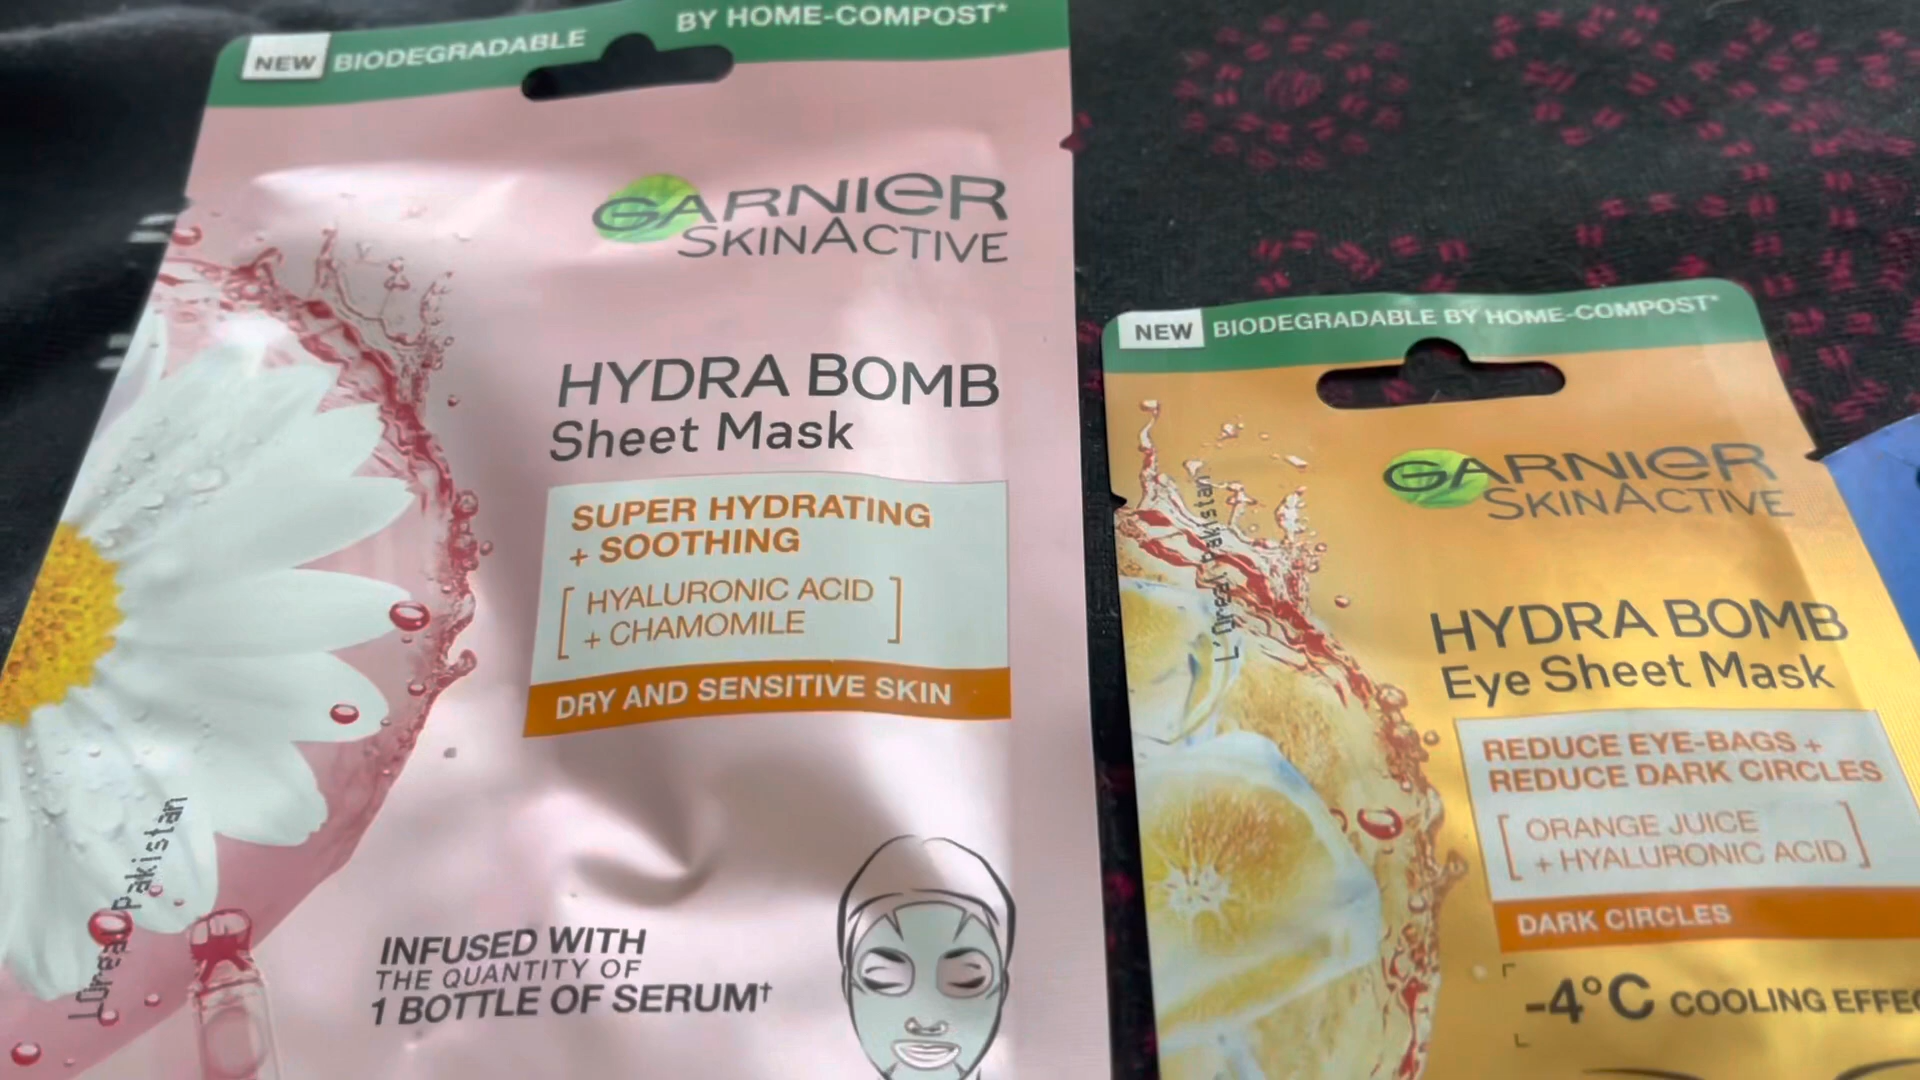 NEW BIODEGRADABLE BY HOME-COMPOST*
GARNIER
SKINACTIVE
HYDRA BOMB
Sheet Mask
SUPER HYDRATING
+ SOOTHING
[ HYALURONIC ACID
+ CHAMOMILE ]
DRY AND SENSITIVE SKIN
INFUSED WITH
THE QUANTITY OF
1 BOTTLE OF SERUM†
L'Oreal Pakistan
NEW BIODEGRADABLE BY HOME-COMPOST*
GARNIER
SKINACTIVE
L'Oreal Pakistan
HYDRA BOMB
Eye Sheet Mask
REDUCE EYE-BAGS +
REDUCE DARK CIRCLES
[ ORANGE JUICE
+ HYALURONIC ACID ]
DARK CIRCLES
-4°C COOLING EFFEC